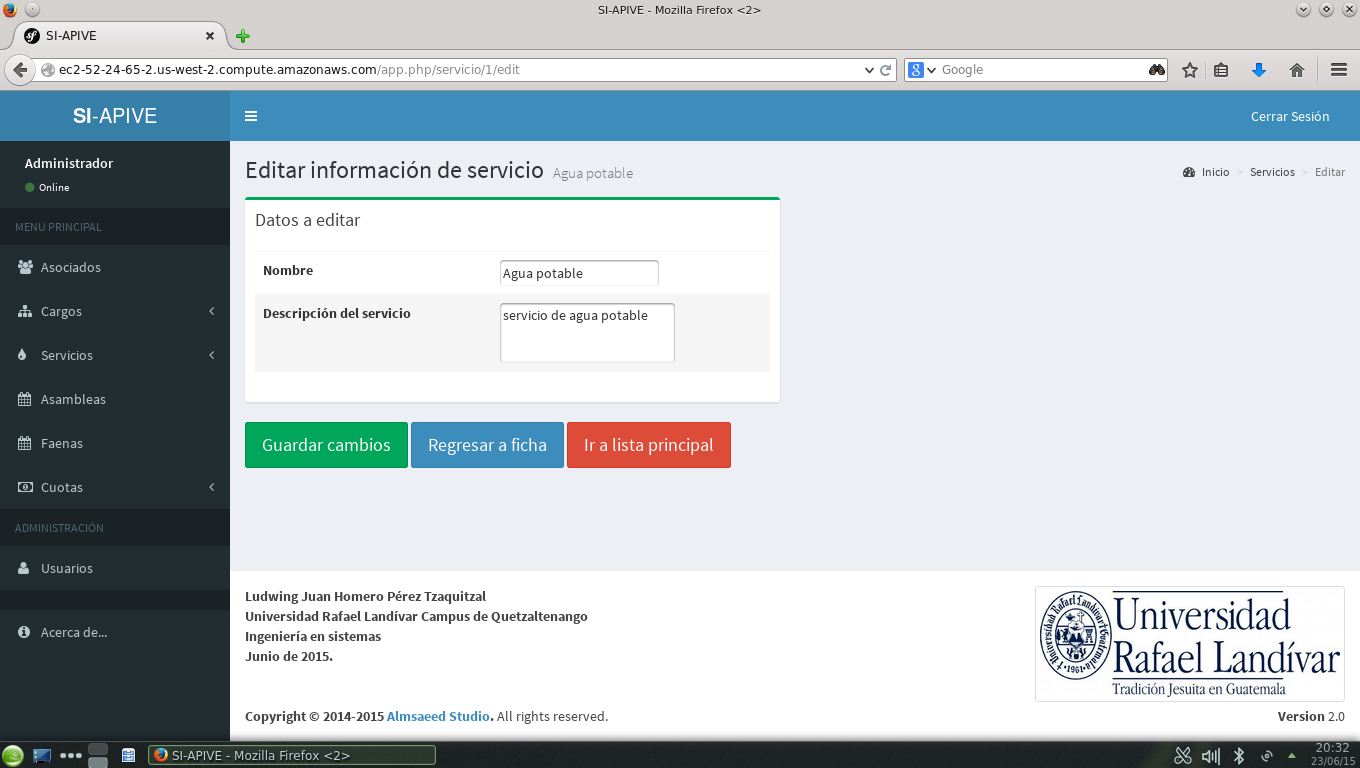 SI-APIVE - Mozilla Firefox <2>
SI-APIVE
ec2-52-24-65-2.us-west-2.compute.amazonaws.com/app.php/servicio/1/edit
Google
SI-APIVE
Cerrar Sesión
Administrador
Online
MENÚ PRINCIPAL
Asociados
Cargos
Servicios
Asambleas
Faenas
Cuotas
ADMINISTRACIÓN
Usuarios
Acerca de...
Editar información de servicio Agua potable
Inicio > Servicios > Editar
Datos a editar
Nombre Agua potable
Descripción del servicio servicio de agua potable
Guardar cambios Regresar a ficha Ir a lista principal
Ludwing Juan Homero Pérez Tzaquitzal
Universidad Rafael Landívar Campus de Quetzaltenango
Ingeniería en sistemas
Junio de 2015.
Universidad
Rafael Landívar
Tradición Jesuita en Guatemala
Copyright © 2014-2015 Almsaeed Studio. All rights reserved.
Version 2.0
SI-APIVE - Mozilla Firefox <2>
20:32
23/06/15